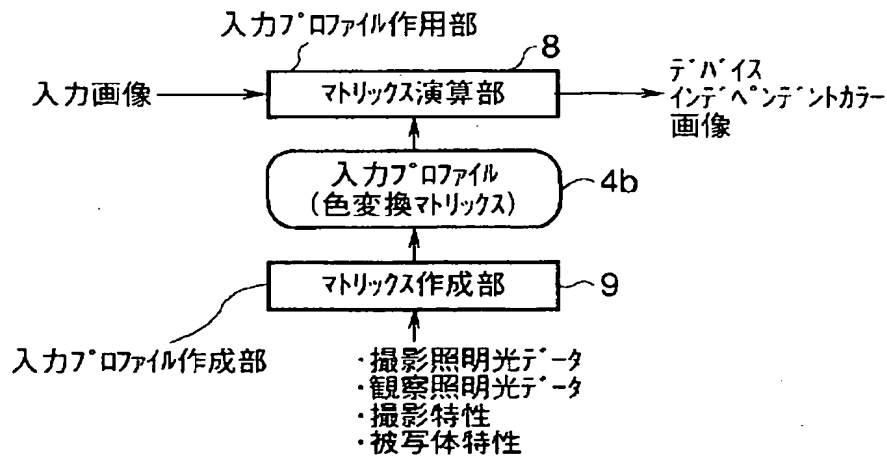 入力プロファイル作用部
8
入力画像
マトリックス演算部
デバイス
インデペンデントカラー
画像
入力プロファイル
(色変換マトリックス)
4b
マトリックス作成部
9
入力プロファイル作成部
・撮影照明光データ
・観察照明光データ
・撮影特性
・被写体特性